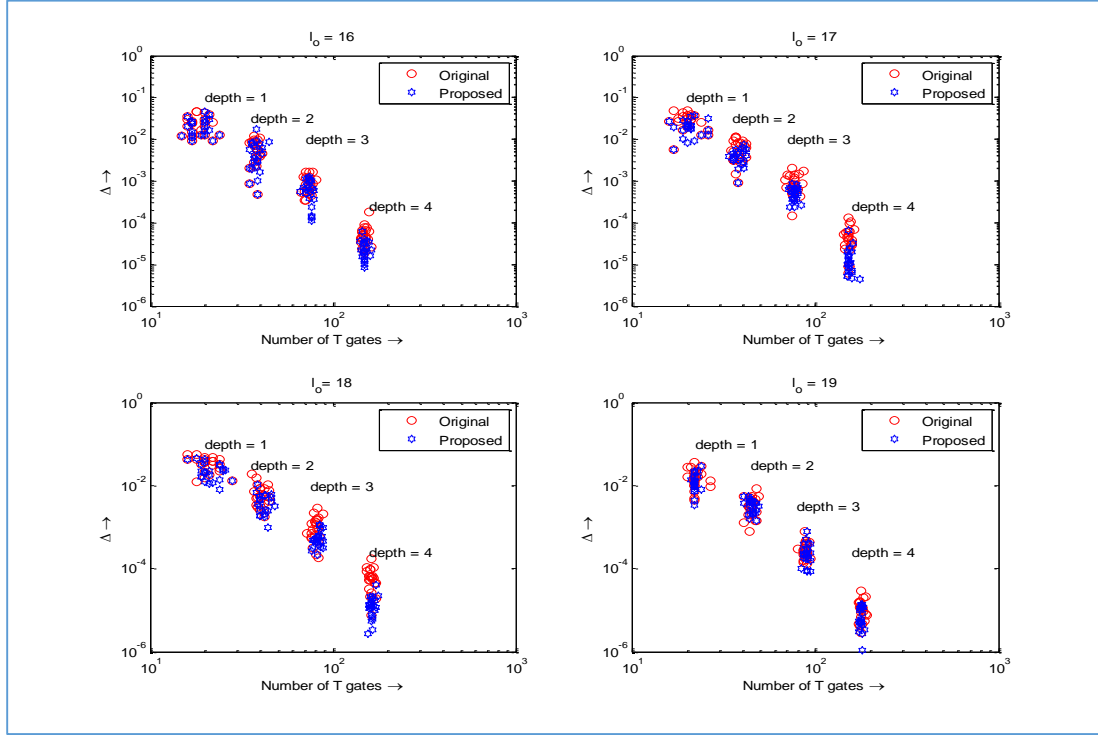 l_o = 16
10^0
10^-1
10^-2
10^-3
10^-4
10^-5
10^-6
Δ →
Original
Proposed
depth = 1
depth = 2
depth = 3
depth = 4
10^1
10^2
10^3
Number of T gates →
l_o = 17
10^0
10^-1
10^-2
10^-3
10^-4
10^-5
10^-6
Δ →
Original
Proposed
depth = 1
depth = 2
depth = 3
depth = 4
10^1
10^2
10^3
Number of T gates →
l_o = 18
10^0
10^-2
10^-4
10^-6
Δ →
Original
Proposed
depth = 1
depth = 2
depth = 3
depth = 4
10^1
10^2
10^3
Number of T gates →
l_o = 19
10^0
10^-2
10^-4
10^-6
Δ →
Original
Proposed
depth = 1
depth = 2
depth = 3
depth = 4
10^1
10^2
10^3
Number of T gates →